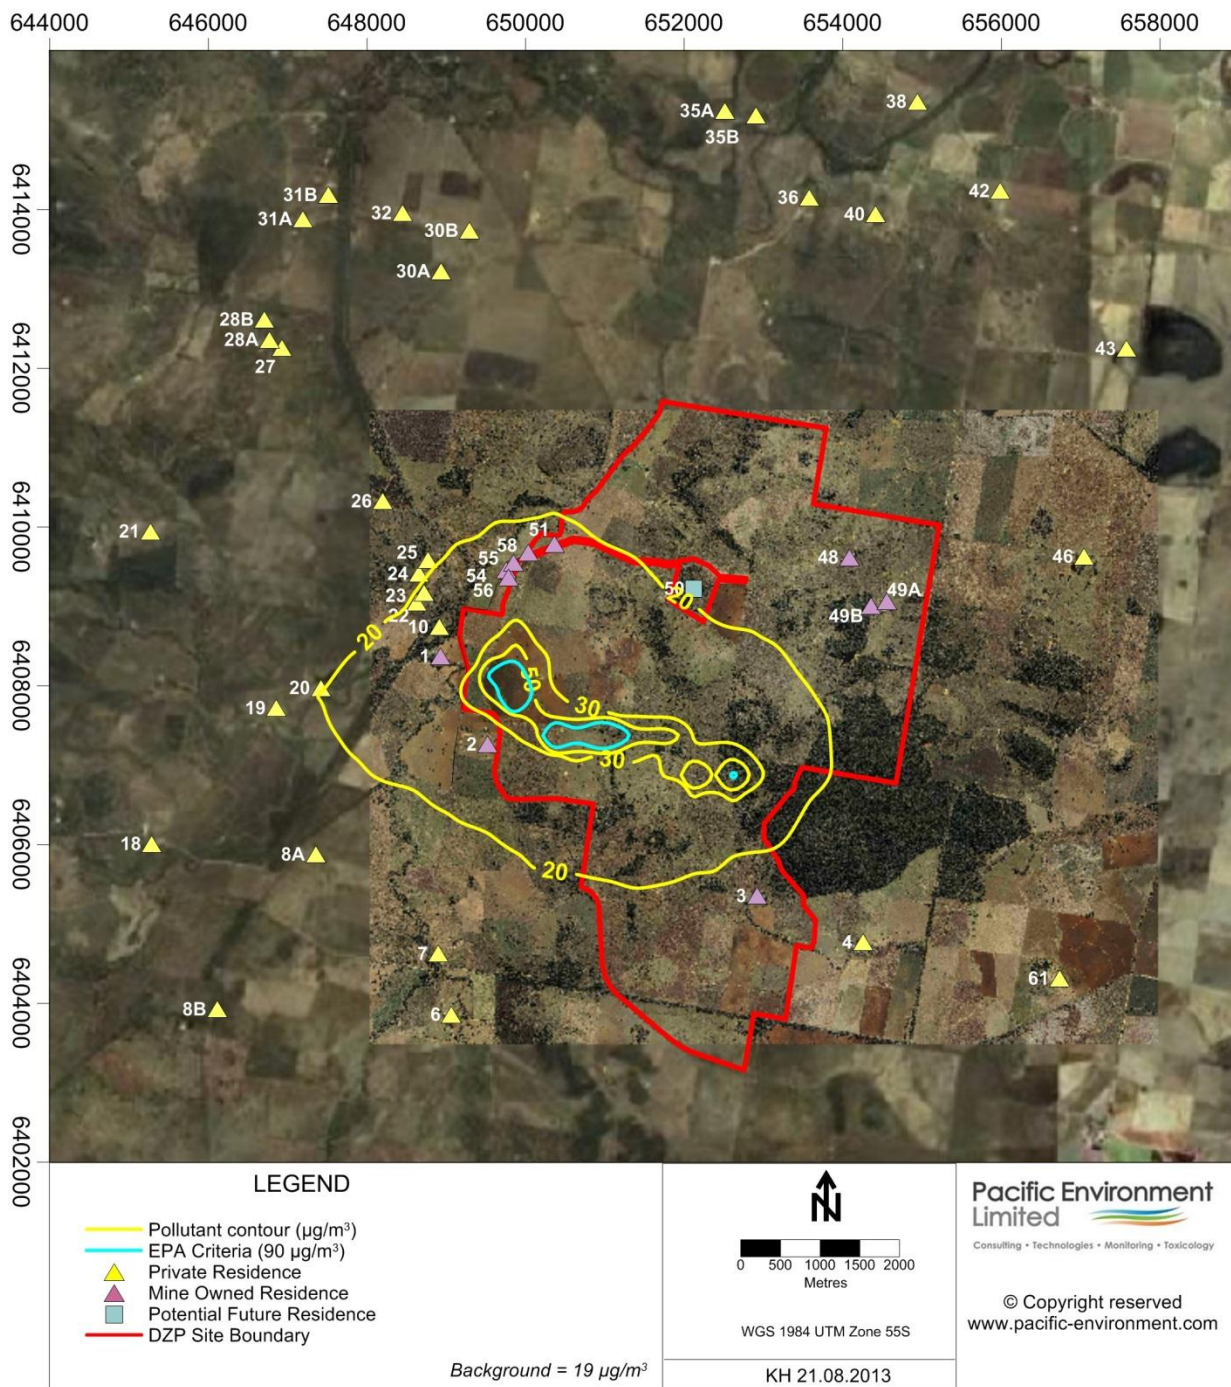 644000 646000 648000 650000 652000 654000 656000 658000
6414000
6412000
6410000
6408000
6406000
6404000
6402000
35A
35B
38
31B
31A
32
30B
30A
36
40
42
28B
28A
27
43
26
21
51
58
55
54
56
25
24
23
22
10
1
48
49A
49B
46
59
20
20
50
30
30
20
19
20
2
18
8A
3
4
7
61
8B
6
LEGEND
Pollutant contour (µg/m³)
EPA Criteria (90 µg/m³)
Private Residence
Mine Owned Residence
Potential Future Residence
DZP Site Boundary
Background = 19 µg/m³
N
0 500 1000 1500 2000
Metres
WGS 1984 UTM Zone 55S
KH 21.08.2013
Pacific Environment
Limited
Consulting • Technologies • Monitoring • Toxicology
© Copyright reserved
www.pacific-environment.com